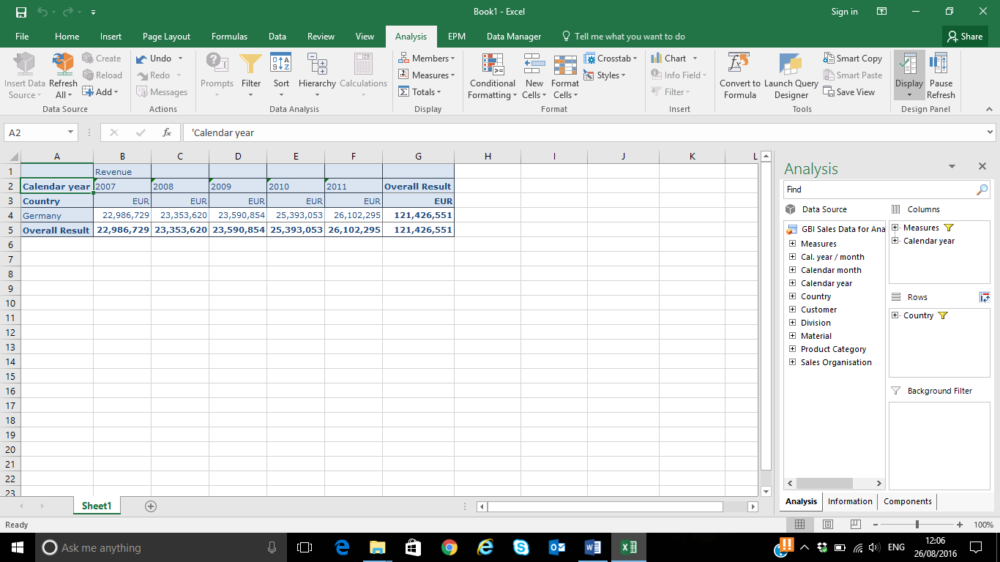 Book1 - Excel Sign in
File Home Insert Page Layout Formulas Data Review View Analysis EPM Data Manager Tell me what you want to do Share
Insert Data Source
Refresh All
Create
Reload
Add
Data Source
Undo
Redo
Messages
Actions
Prompts Filter Sort Hierarchy Calculations
Data Analysis
Members
Measures
Totals
Display
Conditional Formatting
New Cells
Format Cells
Crosstab
Styles
Format
Chart
Info Field
Filter
Insert
Convert to Formula
Launch Query Designer
Smart Copy
Smart Paste
Save View
Tools
Display
Pause Refresh
Design Panel
A2 fx 'Calendar year
A B C D E F G H I J K L
1 Revenue
2 Calendar year 2007 2008 2009 2010 2011 Overall Result
3 Country EUR EUR EUR EUR EUR EUR
4 Germany 22,986,729 23,353,620 23,590,854 25,393,053 26,102,295 121,426,551
5 Overall Result 22,986,729 23,353,620 23,590,854 25,393,053 26,102,295 121,426,551
6
7
8
9
10
11
12
13
14
15
16
17
18
19
20
21
22
23
Analysis
Find
Data Source
GBI Sales Data for Ana
Measures
Cal. year / month
Calendar month
Calendar year
Country
Customer
Division
Material
Product Category
Sales Organisation
Columns
Measures
Calendar year
Rows
Country
Background Filter
Analysis Information Components
Sheet1
Ready 100%
Ask me anything
ENG
12:06
26/08/2016